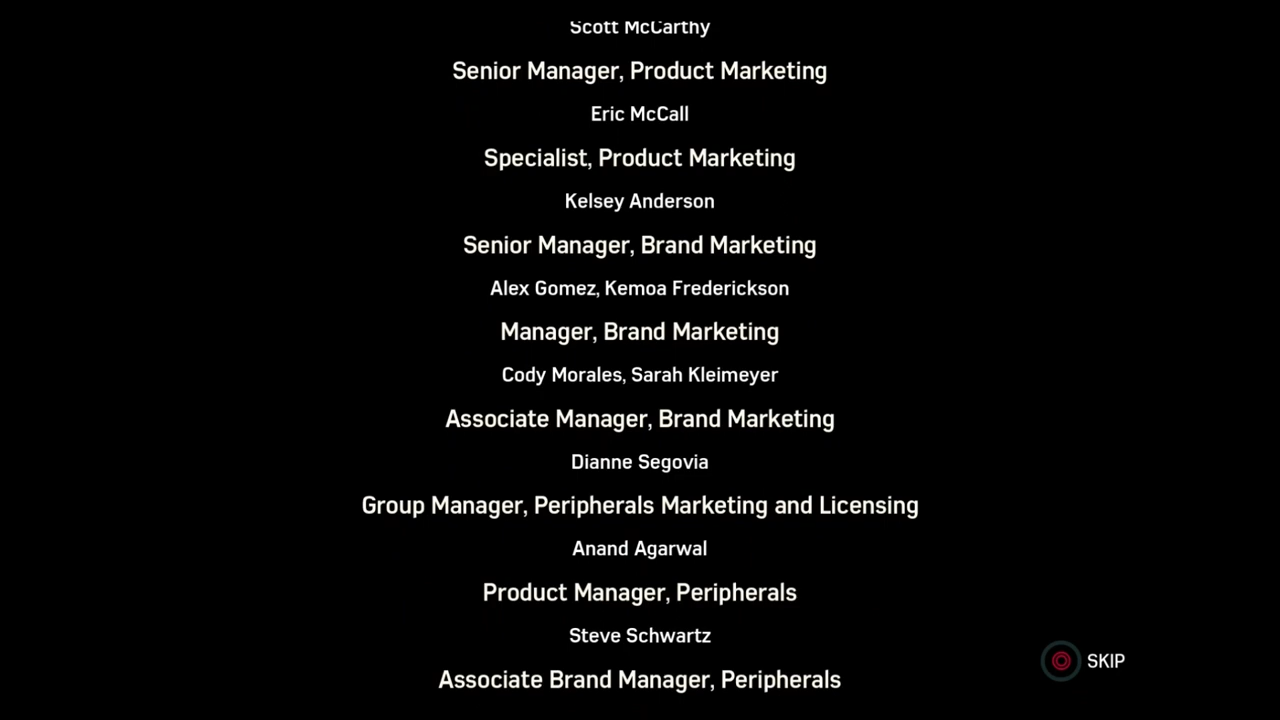 Scott McCarthy
Senior Manager, Product Marketing
Eric McCall
Specialist, Product Marketing
Kelsey Anderson
Senior Manager, Brand Marketing
Alex Gomez, Kemoa Frederickson
Manager, Brand Marketing
Cody Morales, Sarah Kleimeyer
Associate Manager, Brand Marketing
Dianne Segovia
Group Manager, Peripherals Marketing and Licensing
Anand Agarwal
Product Manager, Peripherals
Steve Schwartz
SKIP
Associate Brand Manager, Peripherals